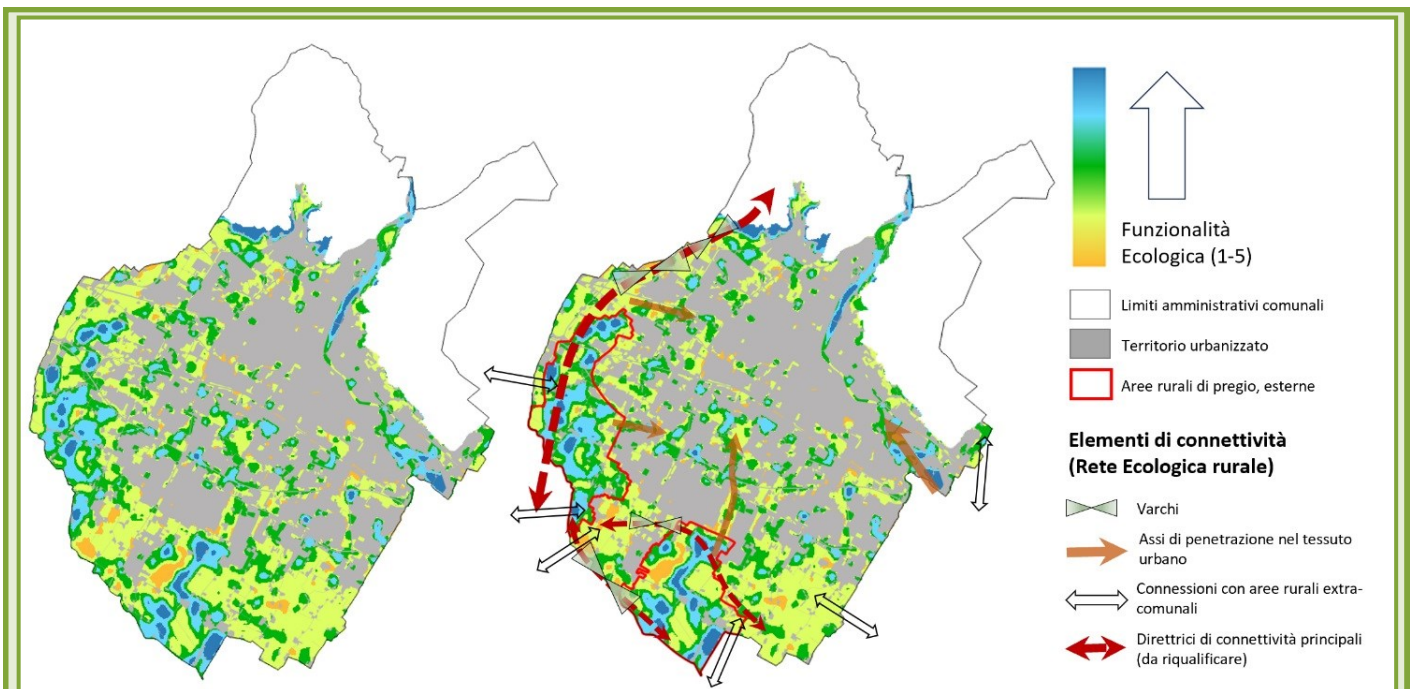 Funzionalità
Ecologica (1-5)
Limiti amministrativi comunali
Territorio urbanizzato
Aree rurali di pregio, esterne
Elementi di connettività
(Rete Ecologica rurale)
Varchi
Assi di penetrazione nel tessuto
urbano
Connessioni con aree rurali extra-
comunali
Direttrici di connettività principali
(da riqualificare)